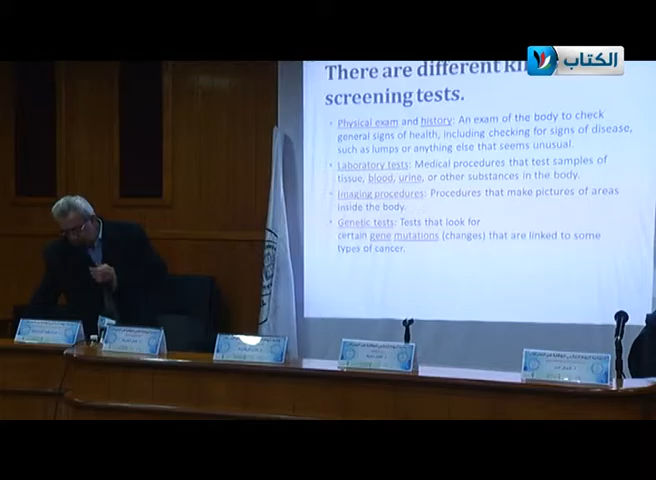 الكتاب
There are different
screening tests.
• Physical exam and history: An exam of the body to check
general signs of health, including checking for signs of disease,
such as lumps or anything else that seems unusual.
• Laboratory tests: Medical procedures that test samples of
tissue, blood, urine, or other substances in the body.
• Imaging procedures: Procedures that make pictures of areas
inside the body.
• Genetic tests: Tests that look for
certain gene mutations (changes) that are linked to some
types of cancer.